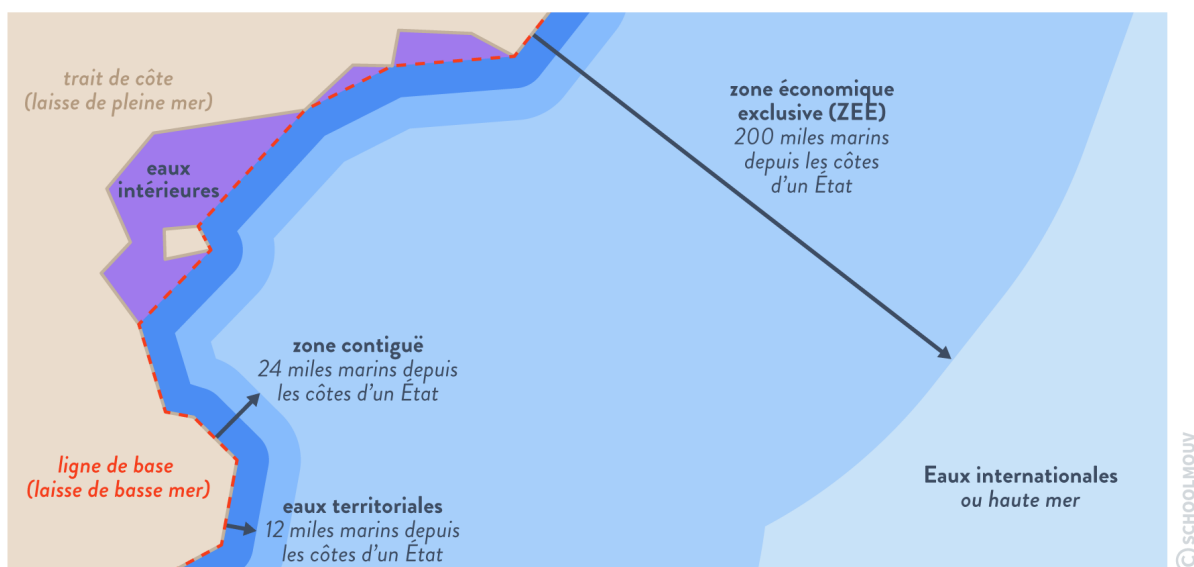 trait de côte
(laisse de pleine mer)
eaux
intérieures
zone économique
exclusive (ZEE)
200 miles marins
depuis les côtes
d'un État
zone contiguë
24 miles marins depuis
les côtes d'un État
ligne de base
(laisse de basse mer)
eaux territoriales
12 miles marins depuis
les côtes d'un État
Eaux internationales
ou haute mer
© SCHOOLMOUV